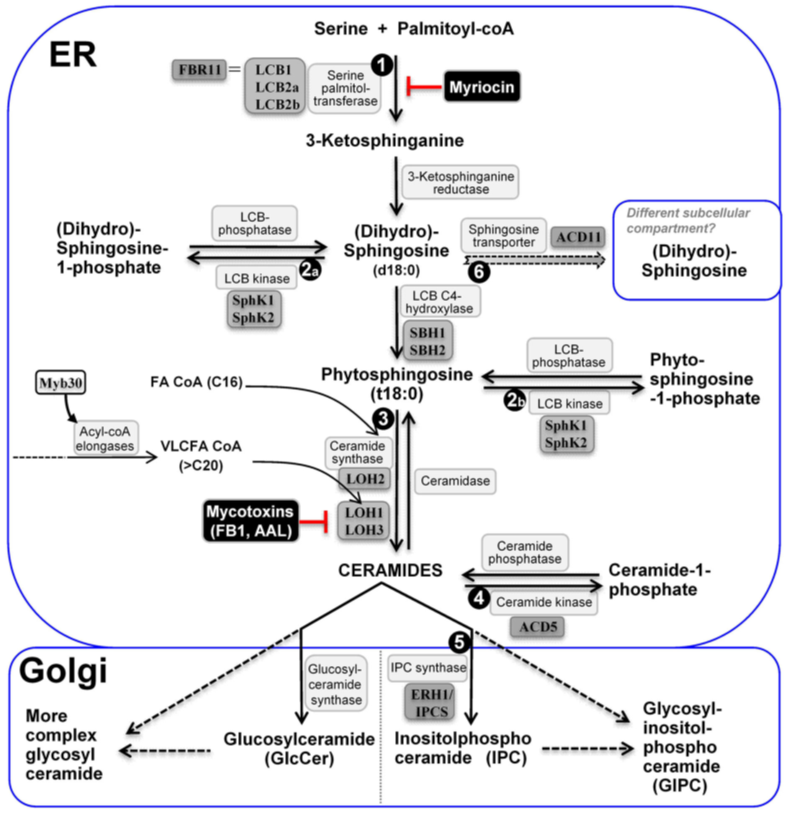 Serine + Palmitoyl-coA
ER
FBR11 =
LCB1
LCB2a
LCB2b
Serine
palmitol-
transferase
1
Myriocin
3-Ketosphinganine
3-Ketosphinganine
reductase
(Dihydro)-
Sphingosine-
1-phosphate
LCB-
phosphatase
LCB kinase
2a
SphK1
SphK2
(Dihydro)-
Sphingosine
(d18:0)
Sphingosine
transporter
ACD11
6
Different subcellular
compartment?
(Dihydro)-
Sphingosine
LCB C4-
hydroxylase
SBH1
SBH2
Phytosphingosine
(t18:0)
LCB-
phosphatase
2b
LCB kinase
SphK1
SphK2
Phyto-
sphingosine
-1-phosphate
Myb30
FA CoA (C16)
Acyl-coA
elongases
VLCFA CoA
(>C20)
3
Ceramide
synthase
LOH2
LOH1
LOH3
Ceramidase
Mycotoxins
(FB1, AAL)
CERAMIDES
Ceramide
phosphatase
4
Ceramide kinase
ACD5
Ceramide-1-
phosphate
Golgi
Glucosyl-
ceramide
synthase
5
IPC synthase
ERH1/
IPCS
More
complex
glycosyl
ceramide
Glucosylceramide
(GlcCer)
Inositolphospho
ceramide (IPC)
Glycosyl-
inositol-
phospho
ceramide
(GIPC)